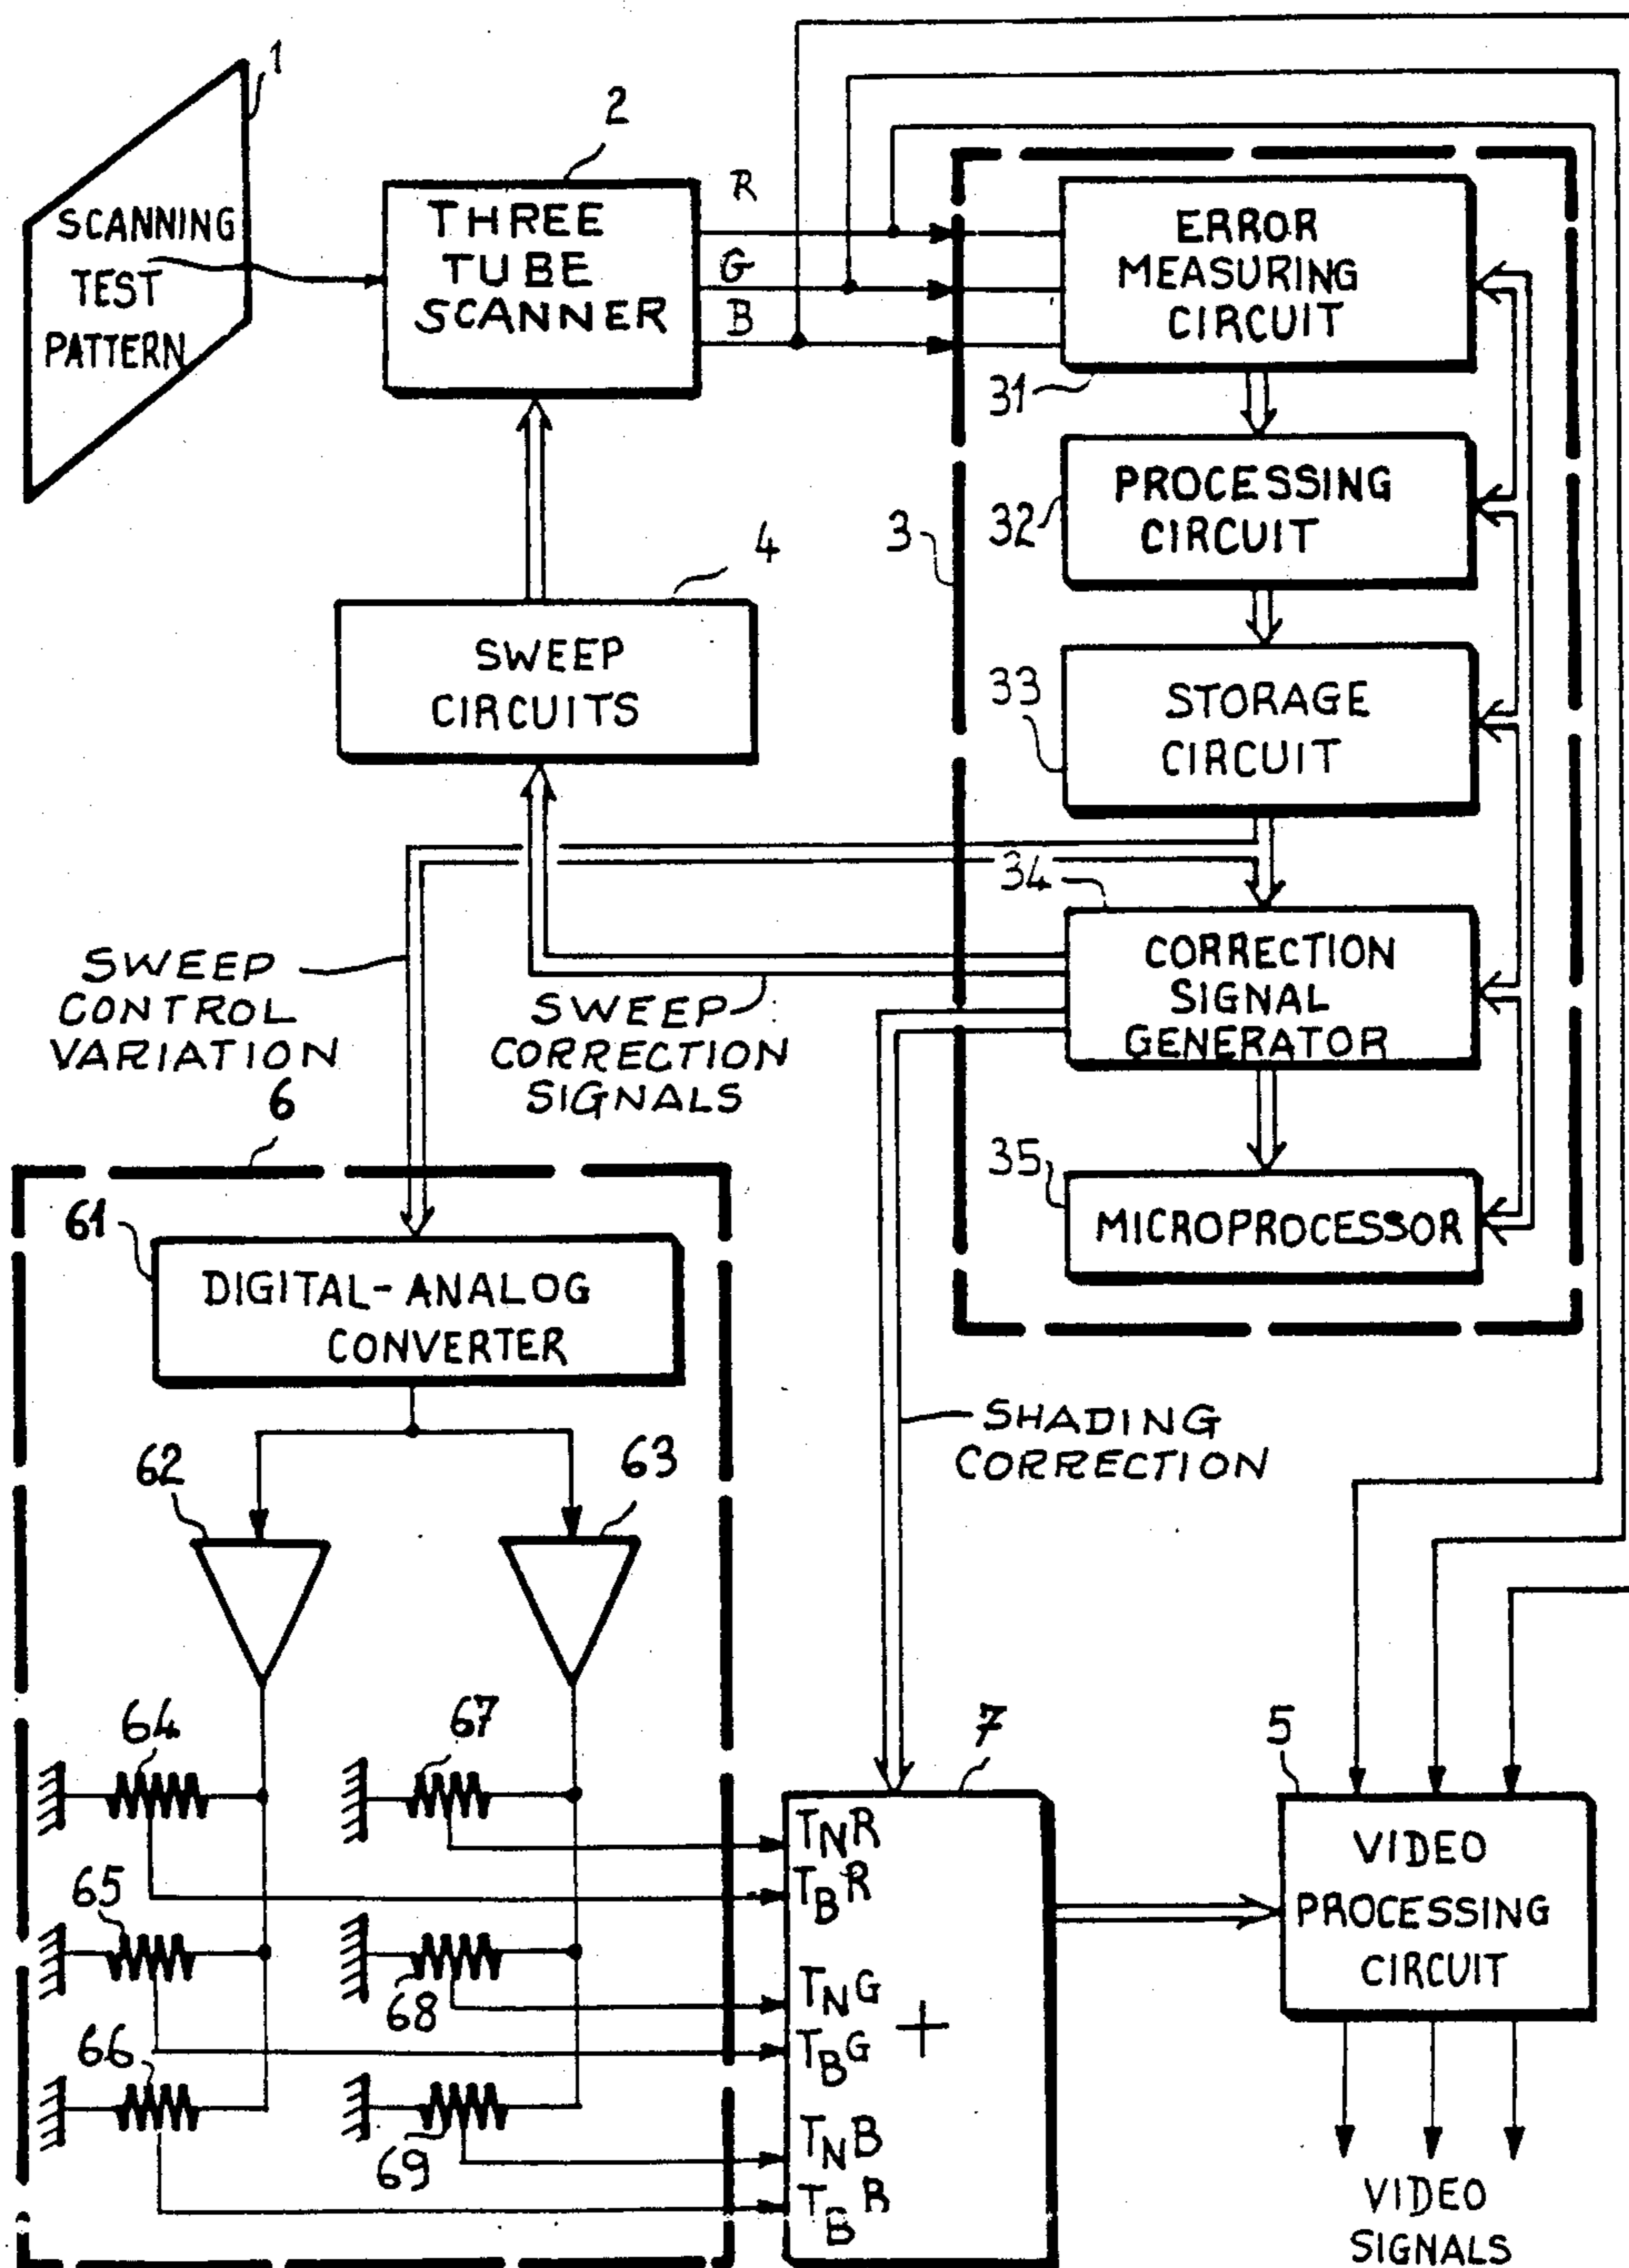 1
SCANNING
TEST
PATTERN
2
THREE
TUBE
SCANNER
R
G
B
3
ERROR
MEASURING
CIRCUIT
31
PROCESSING
CIRCUIT
32
STORAGE
CIRCUIT
33
34
CORRECTION
SIGNAL
GENERATOR
35
MICROPROCESSOR
4
SWEEP
CIRCUITS
SWEEP
CONTROL
VARIATION
SWEEP
CORRECTION
SIGNALS
6
61
DIGITAL-ANALOG
CONVERTER
62
63
SHADING
CORRECTION
64
67
65
68
66
69
7
TNR
TBR
TNG
TBG
+
TNB
TBB
5
VIDEO
PROCESSING
CIRCUIT
VIDEO
SIGNALS